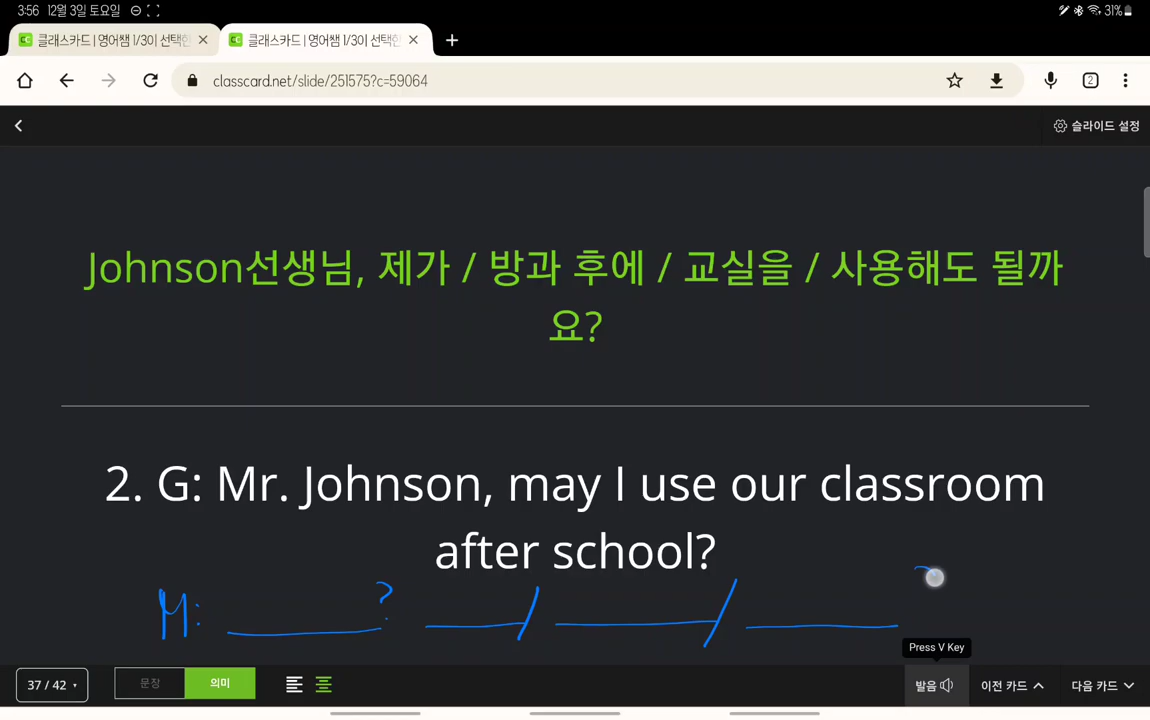 3:56 12월 3일 토요일 31%
클래스카드 | 영어쌤 1/30| 선택한 클래스카드 | 영어쌤 1/30| 선택한
classcard.net/slide/251575?c=59064 2
슬라이드 설정
Johnson선생님, 제가 / 방과 후에 / 교실을 / 사용해도 될까
요?
2. G: Mr. Johnson, may I use our classroom
after school?
M: ? / /
Press V Key
37 / 42 문장 의미 발음 이전 카드 다음 카드